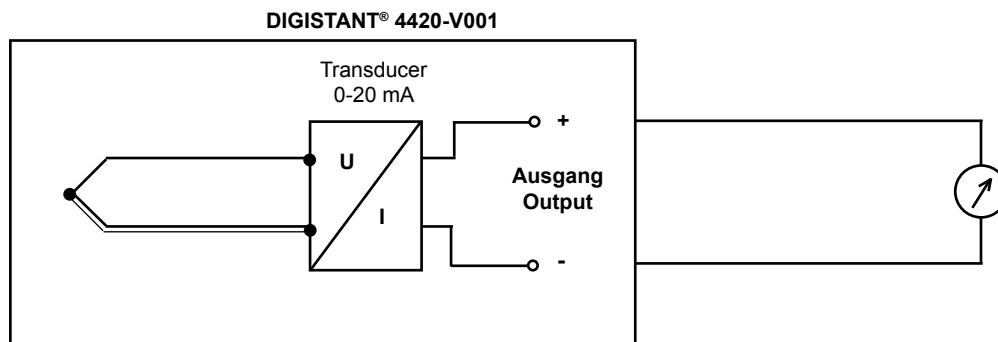 DIGISTANT® 4420-V001
Transducer
0-20 mA
U
I
+
Ausgang
Output
-